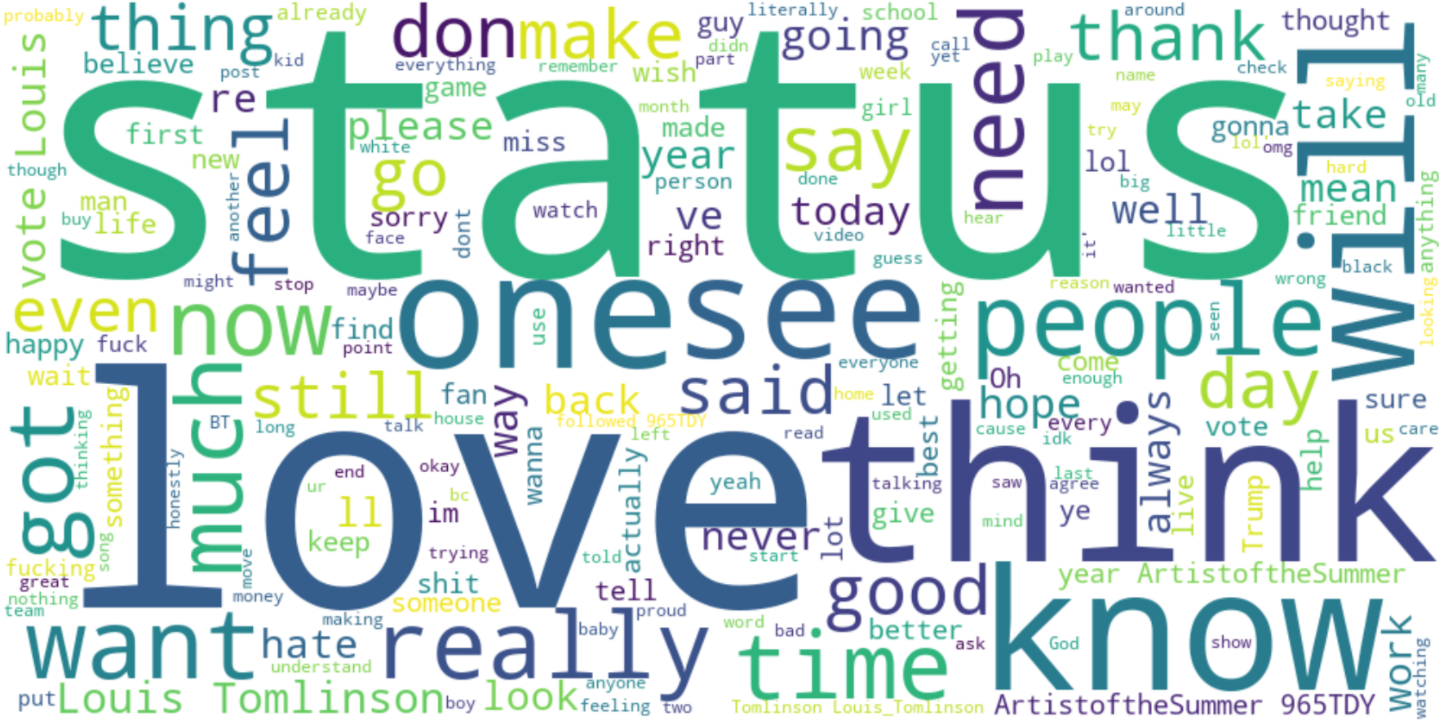 probably
thing
already
don
make
guy
literally
going
school
call
yet
need
around
thank
thought
vote Louis
believe
post
kid
everything
remember
didn
part
wish
week
play
name
check
saying
many
Will
status
re
game
month
girl
may
take
old
though
first
new
feel
please
white
go
miss
made
year
person
say
done
try
lol
big
gonna
lol
omg
hard
mean
anything
man
buy
life
another
sorry
face
dont
watch
ve
right
today
video
hear
well
little
it'
friend
black
might
stop
maybe
guess
reason
wanted
wrong
looking
even
now
find
point
one
see
use
getting
people
seen
happy
fuck
everyone
come
enough
wait
much
still
fan
way
back
said
home
let
Oh
hope
day
sure
got
thinking
something
BT
long
talk
house
followed 965TDY
left
read
used
best
cause
every
idk
always
vote
us
care
love
think
honestly
end
ur
okay
bc
wanna
actually
yeah
talking
saw
last
agree
live
Trump
help
ll
keep
im
never
lot
give
mind
ye
fucking
song
great
nothing
team
move
money
trying
shit
told
tell
start
good
year ArtistoftheSummer
someone
making
proud
word
bad
better
ask
know
God
show
work
watching
want
hate
understand
really
baby
time
put
Louis Tomlinson
boy
look
anyone
feeling
two
Tomlinson Louis_Tomlinson
ArtistoftheSummer 965TDY